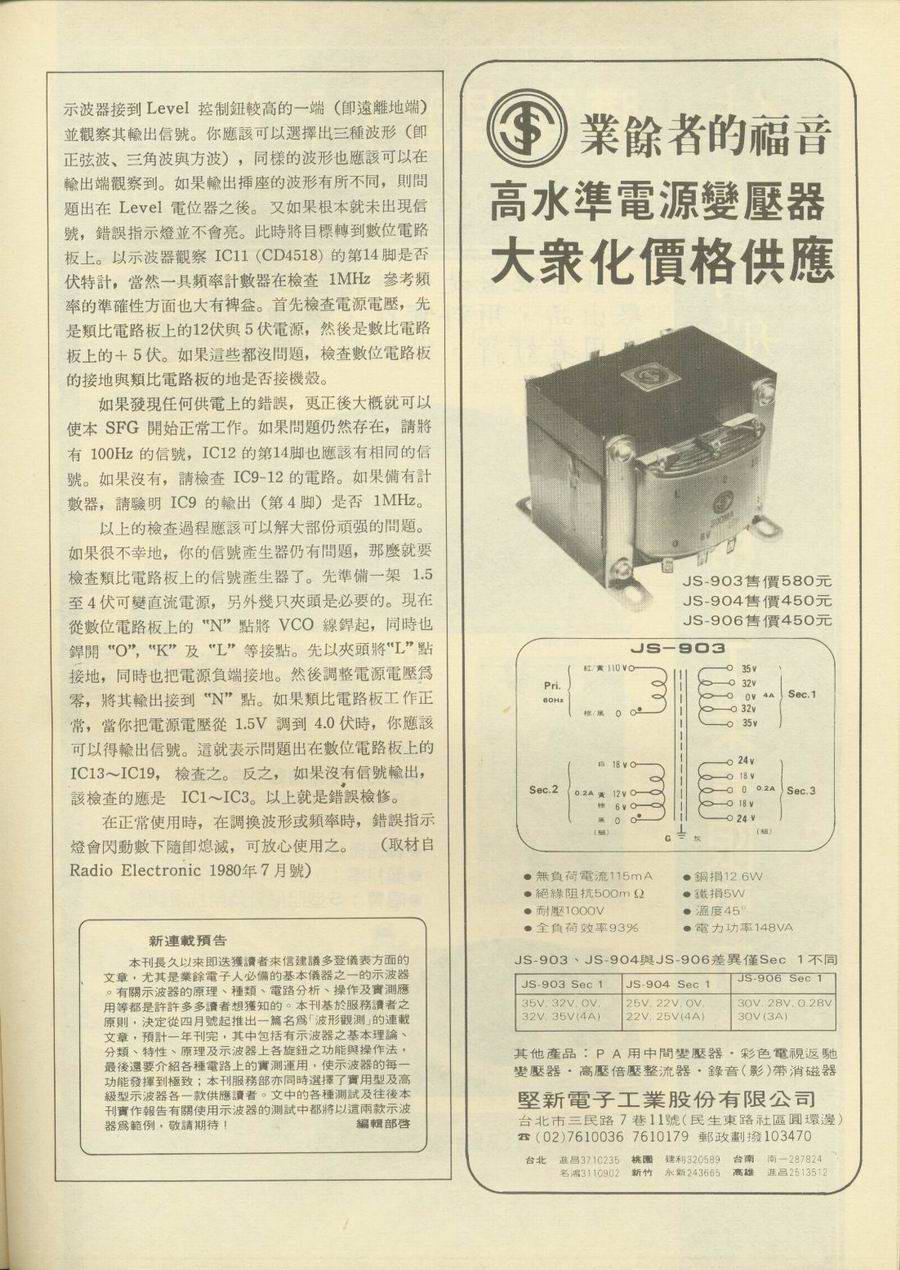 示波器接到 Level 控制鈕較高的一端（卽遠離地端）
並觀察其輸出信號。你應該可以選擇出三種波形（卽
正弦波、三角波與方波），同樣的波形也應該可以在
輸出端觀察到。如果輸出揷座的波形有所不同，則問
題出在 Level 電位器之後。又如果根本就未出現信
號，錯誤指示燈並不會亮。此時將目標轉到數位電路
板上。以示波器觀察 IC11 (CD4518) 的第14脚是否
伏特計，當然一具頻率計數器在檢查 1MHz 參考頻
率的準確性方面也大有裨益。首先檢查電源電壓，先
是類比電路板上的12伏與5伏電源，然後是數比電路
板上的＋5伏。如果這些都沒問題，檢查數位電路板
的接地與類比電路板的地是否接機殼。
如果發現任何供電上的錯誤，更正後大概就可以
使本 SFG 開始正常工作。如果問題仍然存在，請將
有 100Hz 的信號，IC12 的第14脚也應該有相同的信
號。如果沒有，請檢查 IC9-12 的電路。如果備有計
數器，請驗明 IC9 的輸出（第4脚）是否 1MHz。
以上的檢查過程應該可以解大部份頑强的問題。
如果很不幸地，你的信號產生器仍有問題，那麼就要
檢查類比電路板上的信號產生器了。先準備一架 1.5
至4伏可變直流電源，另外幾只夾頭是必要的。現在
從數位電路板上的 “N” 點將 VCO 線銲起，同時也
銲開 “O”, “K” 及 “L” 等接點。先以夾頭將“L”點
接地，同時也把電源負端接地。然後調整電源電壓爲
零，將其輸出接到 “N” 點。如果類比電路板工作正
常，當你把電源電壓從 1.5V 調到 4.0 伏時，你應該
可以得輸出信號。這就表示問題出在數位電路板上的
IC13～IC19，檢查之。反之，如果沒有信號輸出，
該檢查的應是 IC1～IC3。以上就是錯誤檢修。
在正常使用時，在調換波形或頻率時，錯誤指示
燈會閃動數下隨卽熄滅，可放心使用之。（取材自
Radio Electronic 1980年7月號）
新連載預告
本刊長久以來即迭獲讀者來信建議多登儀表方面的
文章，尤其是業餘電子人必備的基本儀器之一的示波器
。有關示波器的原理、種類、電路分析、操作及實測應
用等都是許許多多讀者想獲知的。本刊基於服務讀者之
原則，決定從四月號起推出一篇名爲「波形觀測」的連載
文章，預計一年刊完，其中包括有示波器之基本理論、
分類、特性、原理及示波器上各旋鈕之功能與操作法，
最後還要介紹各種電路上的實測運用，使示波器的每一
功能發揮到極致；本刊服務部亦同時選擇了實用型及高
級型示波器各一款供應讀者。文中的各種測試及往後本
刊實作報告有關使用示波器的測試中都將以這兩款示波
器爲範例，敬請期待！ 編輯部啓
業餘者的福音
高水準電源變壓器
大衆化價格供應
JS-903售價580元
JS-904售價450元
JS-906售價450元
JS-903
Pri.
60Hz
紅/黃 110V
棕/黑 0
35V
32V
0V 4A
32V
35V
Sec.1
Sec.2
0.2A
白 18V
黃 12V
棕 6V
黑 0
(細)
24V
18V
0 0.2A
18V
24V
(細)
Sec.3
G 灰
●無負荷電流115mA
●絕緣阻抗500mΩ
●耐壓1000V
●全負荷效率93%
●銅損12.6W
●鐵損5W
●溫度45°
●電力功率148VA
JS-903、JS-904與JS-906差異僅Sec 1不同
JS-903 Sec 1 JS-904 Sec 1 JS-906 Sec 1
35V. 32V. 0V. 25V. 22V. 0V. 30V. 28V. 0.28V
32V. 35V(4A) 22V. 25V(4A) 30V(3A)
其他產品：PA用中間變壓器・彩色電視返馳
變壓器・高壓倍壓整流器・錄音(影)帶消磁器
堅新電子工業股份有限公司
台北市三民路7巷11號(民生東路社區圓環邊)
☎(02)7610036 7610179 郵政劃撥103470
台北 進昌3710235 桃園 建利320589 台南 南一287824
名鴻3110902 新竹 永新243665 高雄 進昌2513512